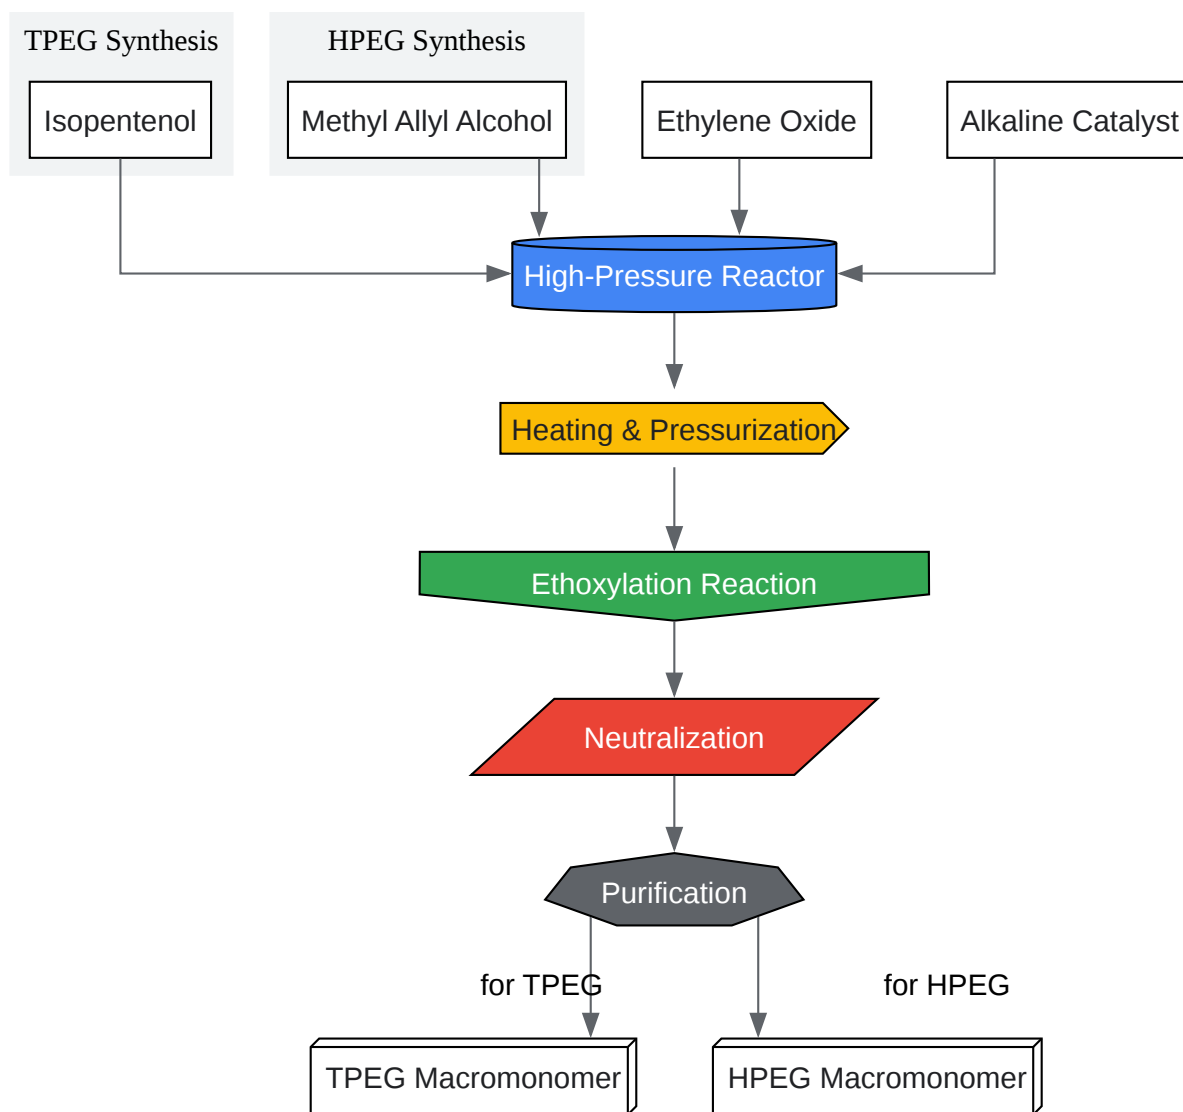 TPEG Synthesis
HPEG Synthesis
Isopentenol
Methyl Allyl Alcohol
Ethylene Oxide
Alkaline Catalyst
High-Pressure Reactor
Heating & Pressurization
Ethoxylation Reaction
Neutralization
Purification
for TPEG
for HPEG
TPEG Macromonomer
HPEG Macromonomer